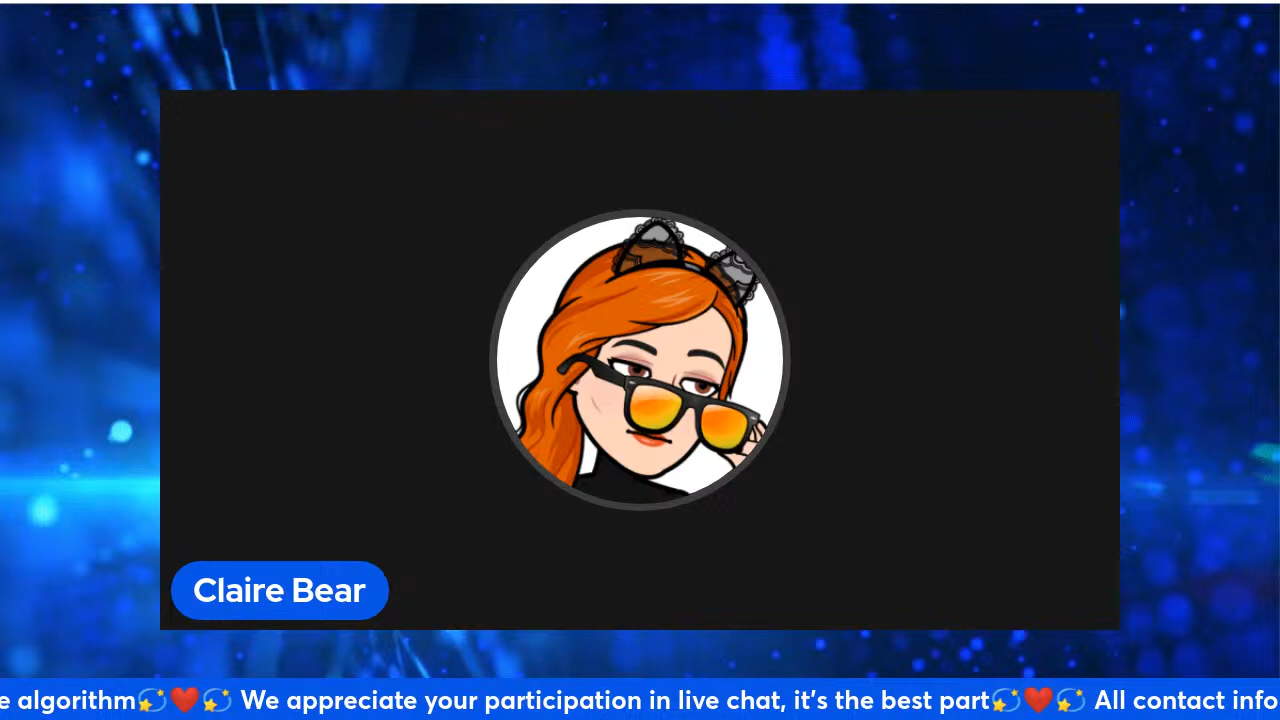 Claire Bear
e algorithm💫❤️💫 We appreciate your participation in live chat, it's the best part💫❤️💫 All contact info